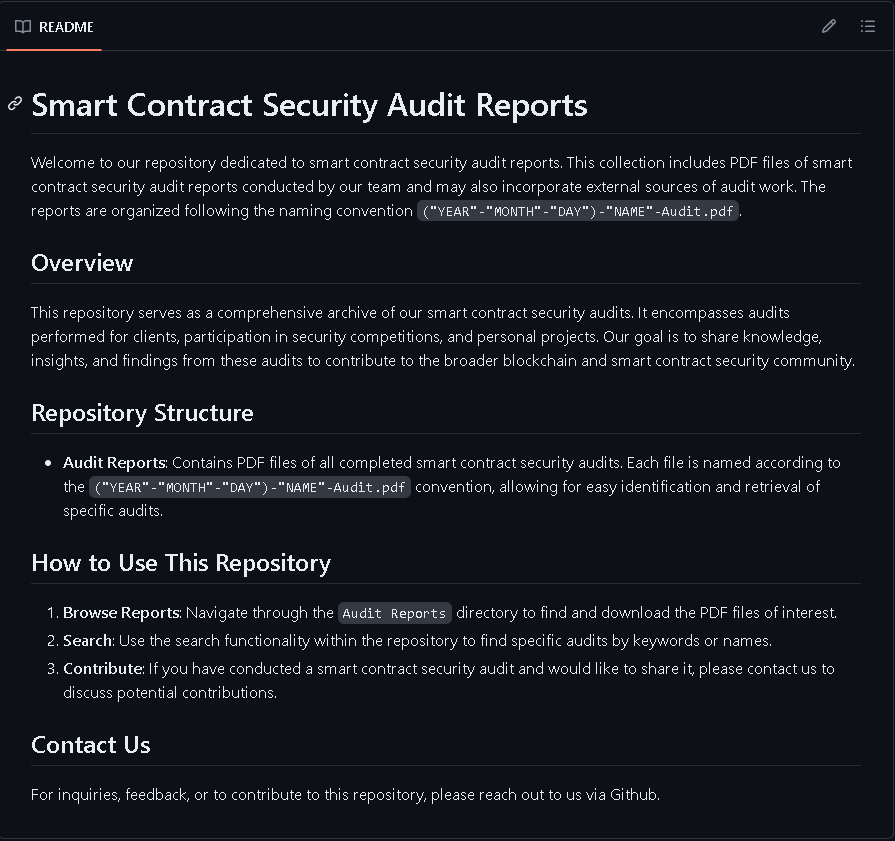 README
Smart Contract Security Audit Reports
Welcome to our repository dedicated to smart contract security audit reports. This collection includes PDF files of smart
contract security audit reports conducted by our team and may also incorporate external sources of audit work. The
reports are organized following the naming convention ("YEAR"-"MONTH"-"DAY")-"NAME"-Audit.pdf.
Overview
This repository serves as a comprehensive archive of our smart contract security audits. It encompasses audits
performed for clients, participation in security competitions, and personal projects. Our goal is to share knowledge,
insights, and findings from these audits to contribute to the broader blockchain and smart contract security community.
Repository Structure
• Audit Reports: Contains PDF files of all completed smart contract security audits. Each file is named according to
the ("YEAR"-"MONTH"-"DAY")-"NAME"-Audit.pdf convention, allowing for easy identification and retrieval of
specific audits.
How to Use This Repository
1. Browse Reports: Navigate through the Audit Reports directory to find and download the PDF files of interest.
2. Search: Use the search functionality within the repository to find specific audits by keywords or names.
3. Contribute: If you have conducted a smart contract security audit and would like to share it, please contact us to
discuss potential contributions.
Contact Us
For inquiries, feedback, or to contribute to this repository, please reach out to us via Github.